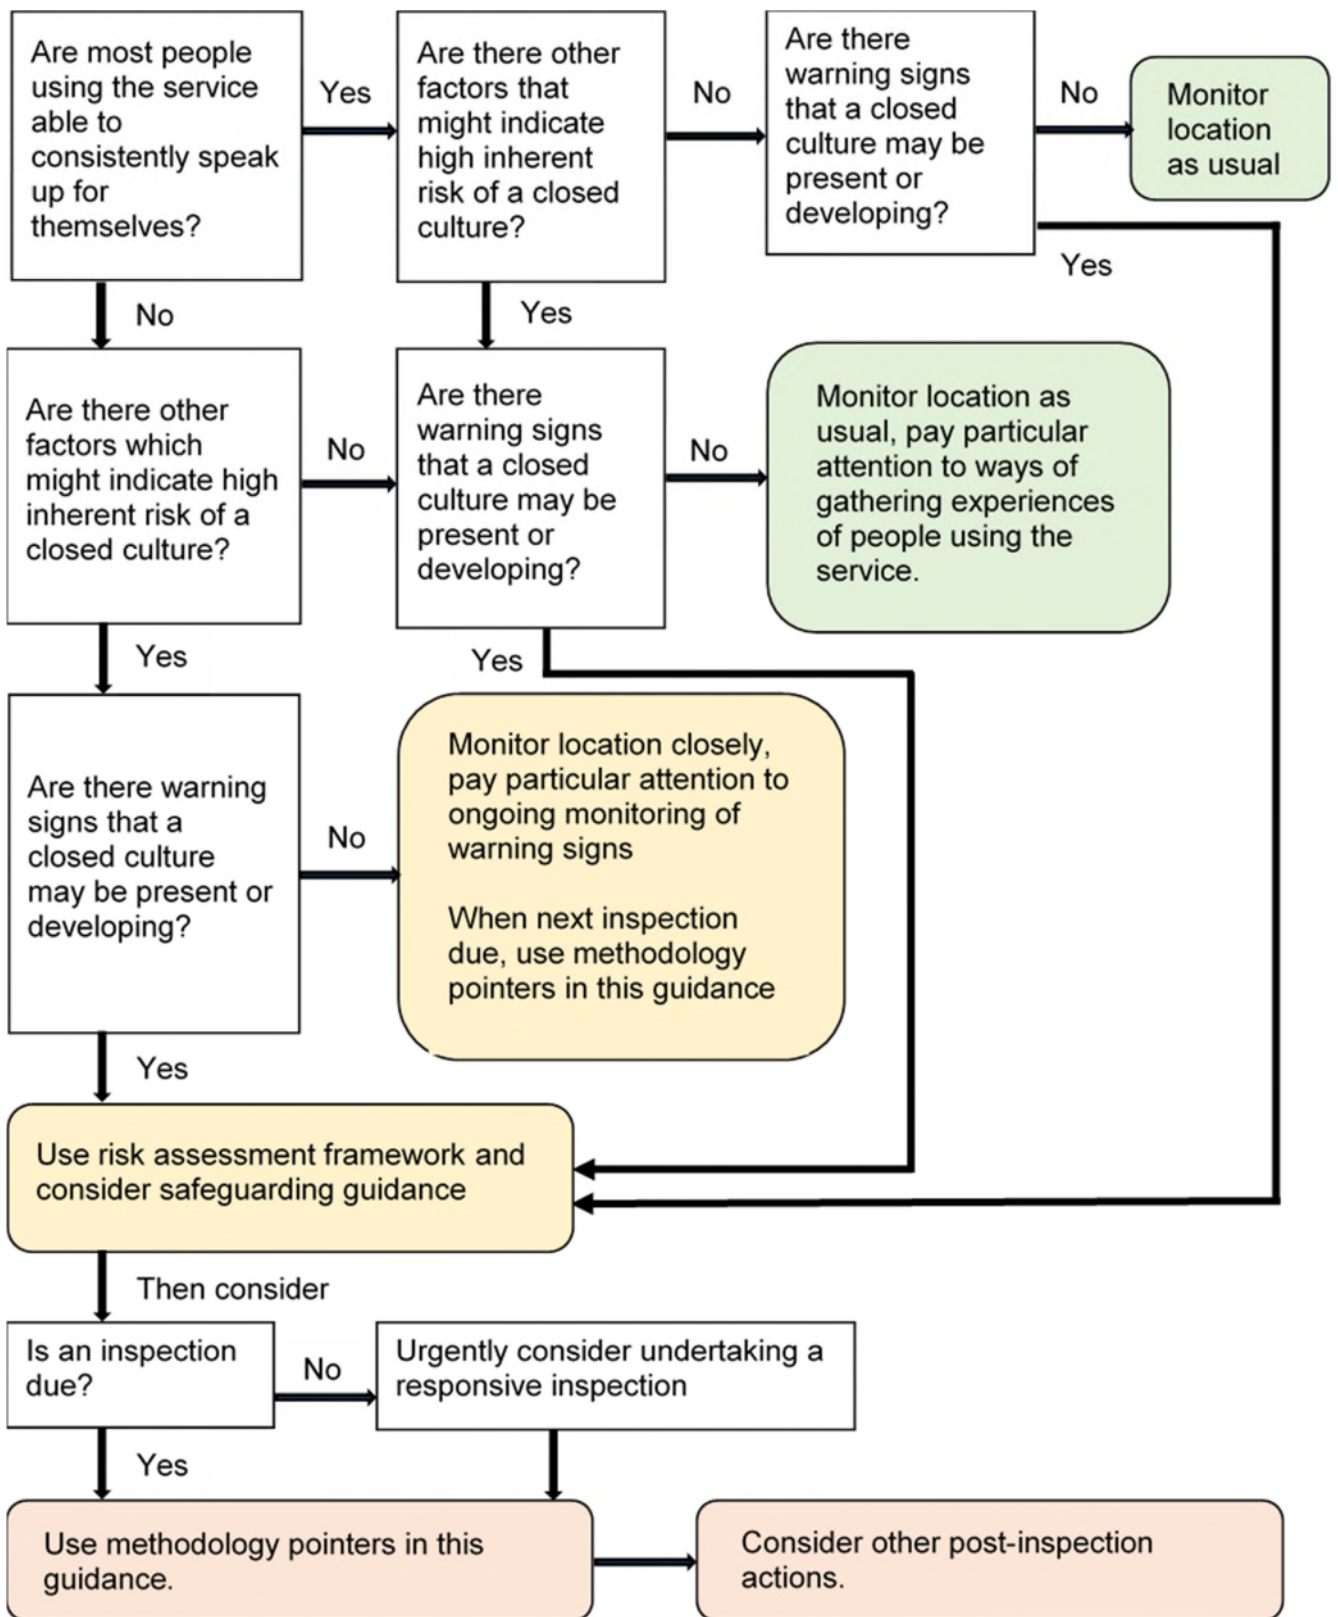 Are most people
using the service
able to
consistently speak
up for
themselves?
Yes
Are there other
factors that
might indicate
high inherent
risk of a closed
culture?
No
Are there
warning signs
that a closed
culture may be
present or
developing?
No
Monitor
location
as usual
Yes
No
Yes
Are there other
factors which
might indicate high
inherent risk of a
closed culture?
No
Are there
warning signs
that a closed
culture may be
present or
developing?
No
Monitor location as
usual, pay particular
attention to ways of
gathering experiences
of people using the
service.
Yes
Yes
Are there warning
signs that a
closed culture
may be present or
developing?
No
Monitor location closely,
pay particular attention to
ongoing monitoring of
warning signs
When next inspection
due, use methodology
pointers in this guidance
Yes
Use risk assessment framework and
consider safeguarding guidance
Then consider
Is an inspection
due?
No
Urgently consider undertaking a
responsive inspection
Yes
Use methodology pointers in this
guidance.
Consider other post-inspection
actions.